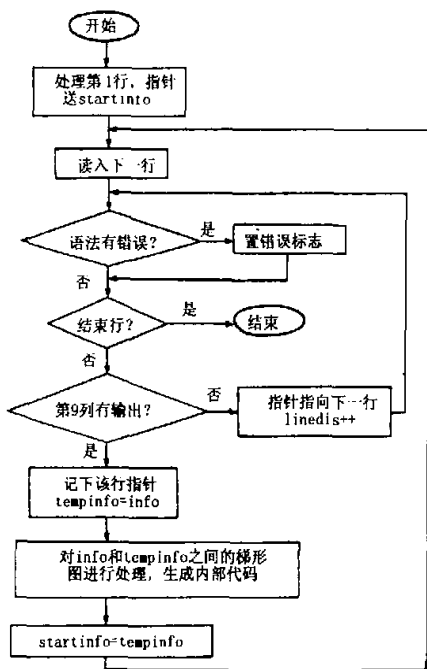 开始
处理第1行，指针
送startinfo
读入下一行
语法有错误？
是
置错误标志
否
结束行？
是
结束
否
第9列有输出？
否
指针指向下一行
linedis++
是
记下该行指针
tempinfo=info
对info和tempinfo之间的梯形
图进行处理，生成内部代码
startinfo=tempinfo